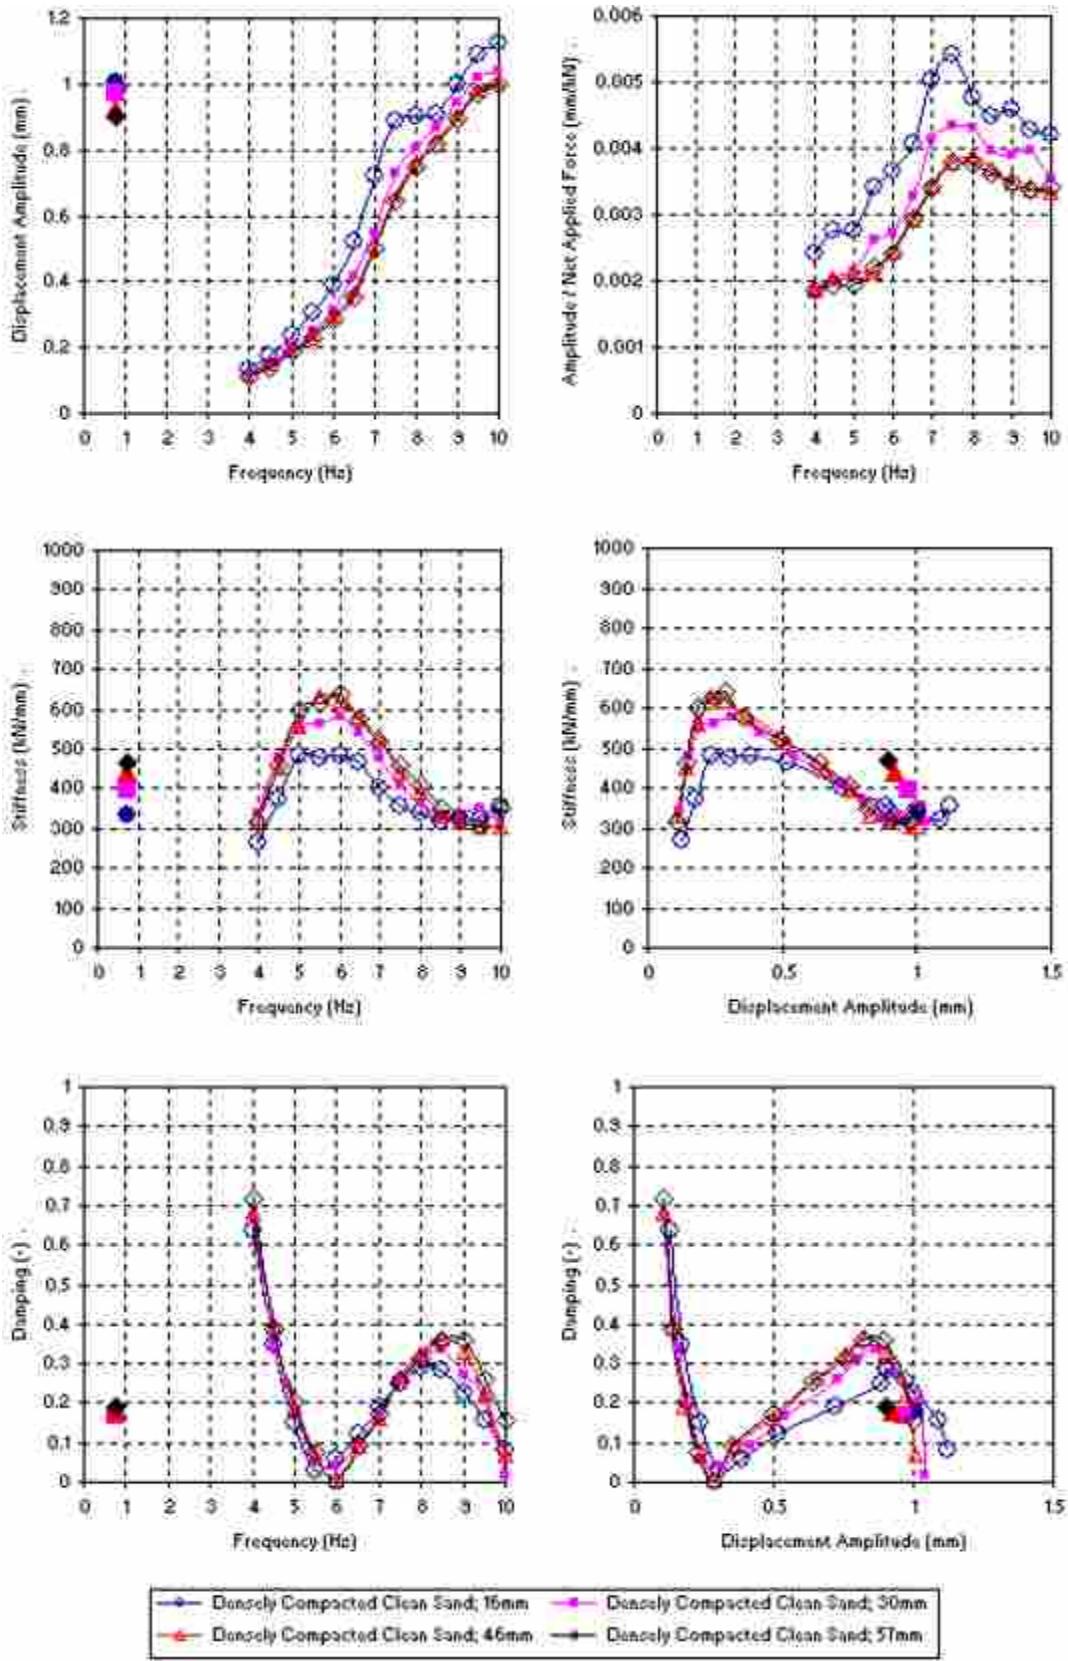 1.2
1
0.8
0.6
0.4
0.2
0
Displacement Amplitude (mm) .
0 1 2 3 4 5 6 7 8 9 10
Frequency (Hz)
0.006
0.005
0.004
0.003
0.002
0.001
0
Amplitude / Net Applied Force (mm/kN) .
0 1 2 3 4 5 6 7 8 9 10
Frequency (Hz)
1000
900
800
700
600
500
400
300
200
100
0
Stiffness (kN/mm) .
0 1 2 3 4 5 6 7 8 9 10
Frequency (Hz)
1000
900
800
700
600
500
400
300
200
100
0
Stiffness (kN/mm) .
0 0.5 1 1.5
Displacement Amplitude (mm)
1
0.9
0.8
0.7
0.6
0.5
0.4
0.3
0.2
0.1
0
Damping (-) .
0 1 2 3 4 5 6 7 8 9 10
Frequency (Hz)
1
0.9
0.8
0.7
0.6
0.5
0.4
0.3
0.2
0.1
0
Damping (-) .
0 0.5 1 1.5
Displacement Amplitude (mm)
Densely Compacted Clean Sand; 16mm
Densely Compacted Clean Sand; 30mm
Densely Compacted Clean Sand; 46mm
Densely Compacted Clean Sand; 57mm